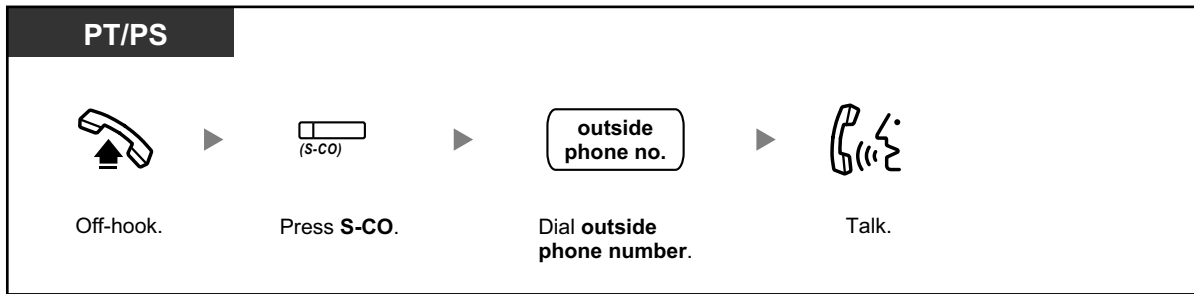 PT/PS
(S-CO)
outside
phone no.
Off-hook.
Press S-CO.
Dial outside
phone number.
Talk.